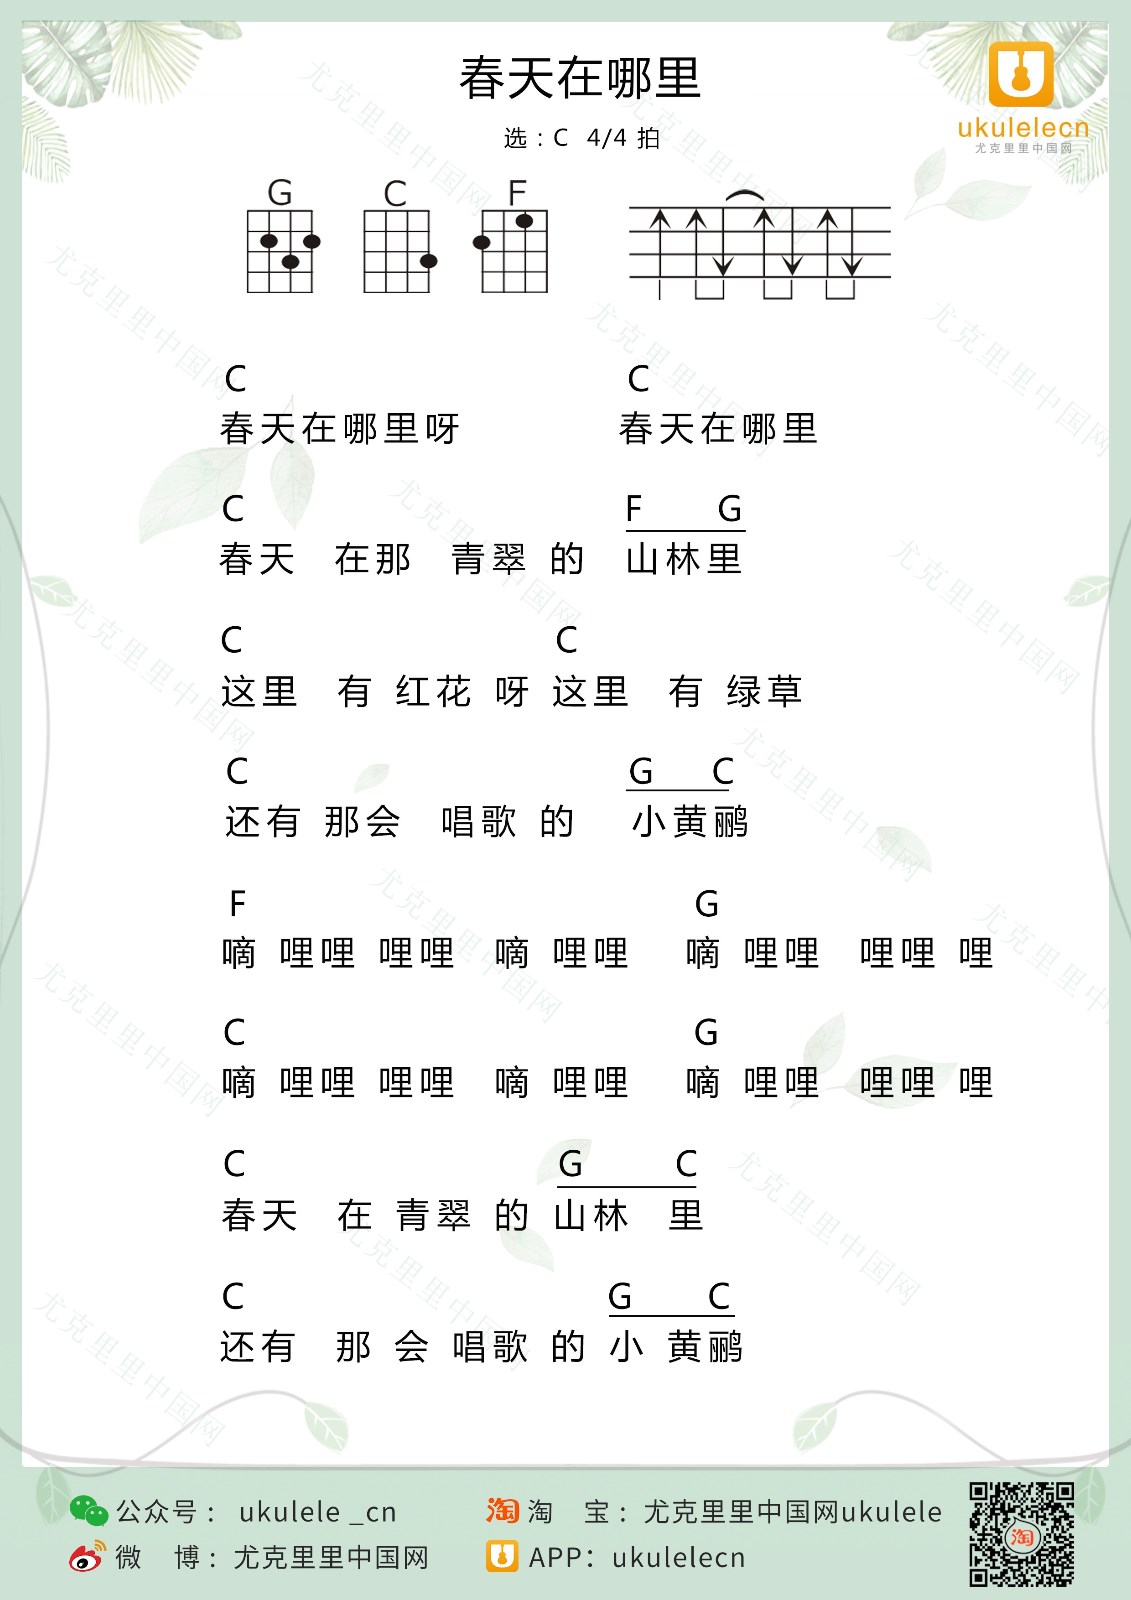 春天在哪里
选：C 4/4 拍
ukulelecn
尤克里里中国网
G C F
C C
春天在哪里呀 春天在哪里
C F G
春天 在那 青翠 的 山林里
C C
这里 有 红花 呀 这里 有 绿草
C G C
还有 那会 唱歌 的 小黄鹂
F G
嘀 哩哩 哩哩 嘀 哩哩 嘀 哩哩 哩哩 哩
C G
嘀 哩哩 哩哩 嘀 哩哩 嘀 哩哩 哩哩 哩
C G C
春天 在 青翠 的 山林 里
C G C
还有 那 会 唱歌 的 小 黄鹂
公众号： ukulele _cn 淘 淘 宝：尤克里里中国网ukulele
微 博：尤克里里中国网 APP：ukulelecn
淘